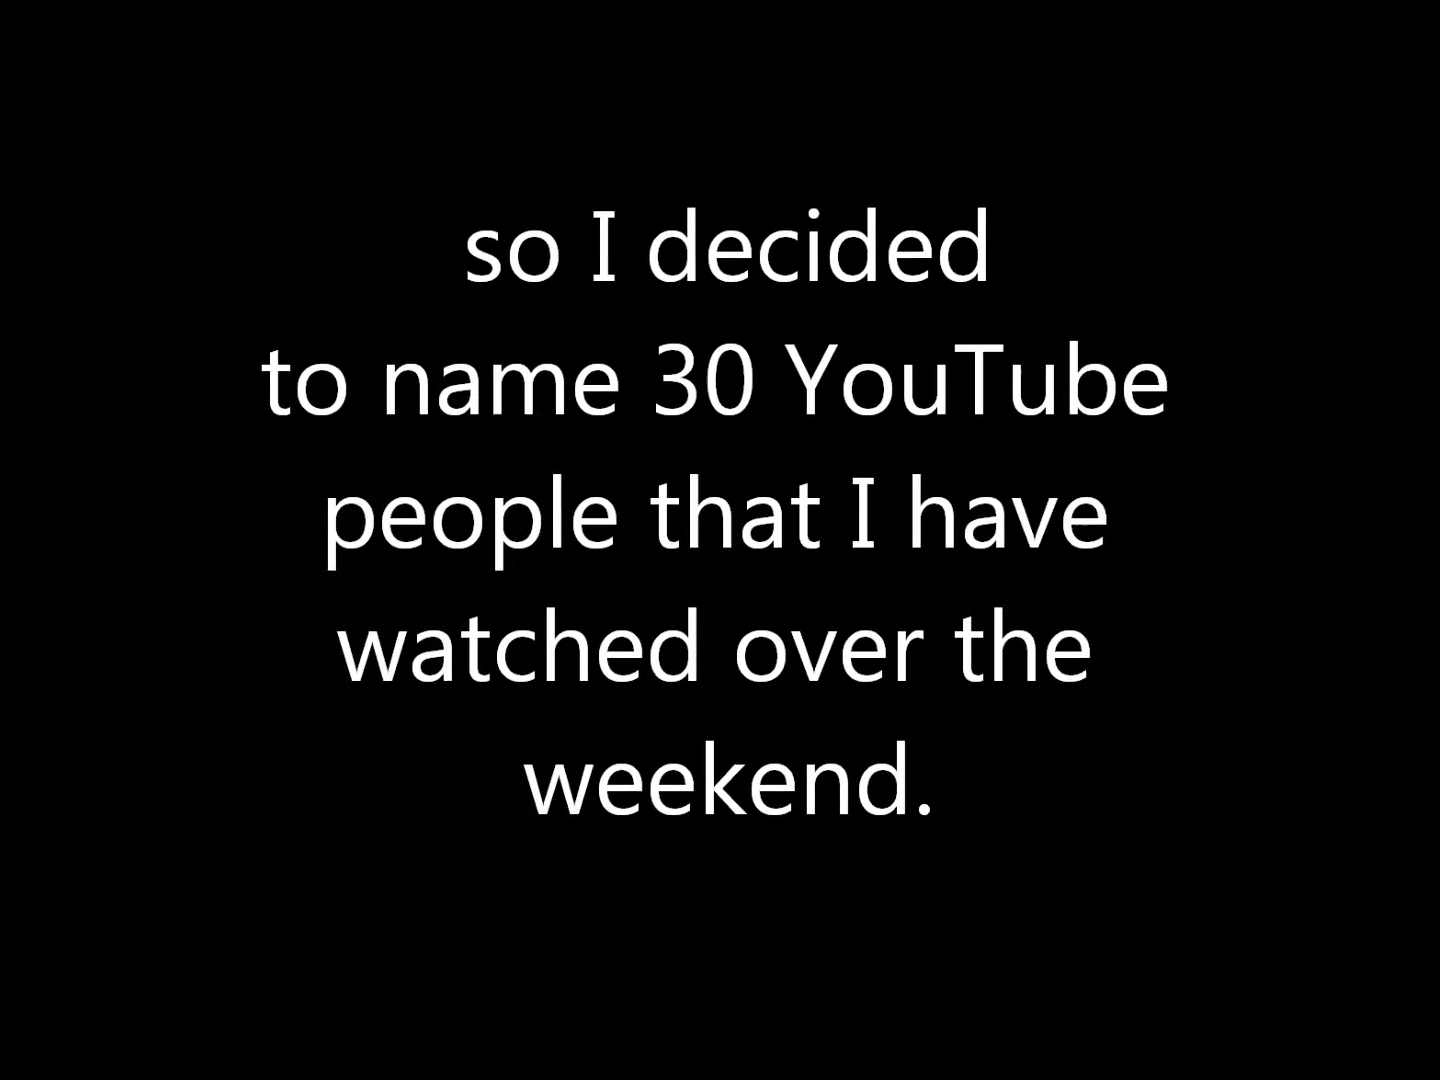 so I decided
to name 30 YouTube
people that I have
watched over the
weekend.